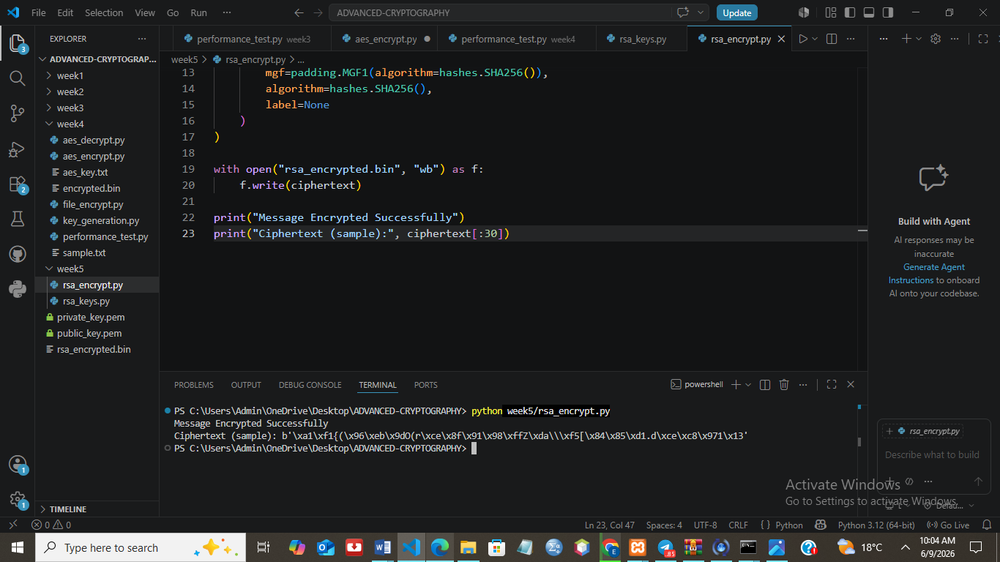 File Edit Selection View Go Run ···
ADVANCED-CRYPTOGRAPHY
Update
EXPLORER ···
ADVANCED-CRYPTOGRAP...
week1
week2
week3
week4
aes_decrypt.py
aes_encrypt.py
aes_key.txt
encrypted.bin
file_encrypt.py
key_generation.py
performance_test.py
sample.txt
week5
rsa_encrypt.py
rsa_keys.py
private_key.pem
public_key.pem
rsa_encrypted.bin
TIMELINE
3
2
1
1
performance_test.py week3
aes_encrypt.py
performance_test.py week4
rsa_keys.py
rsa_encrypt.py
week5 > rsa_encrypt.py > ...
13 mgf=padding.MGF1(algorithm=hashes.SHA256()),
14 algorithm=hashes.SHA256(),
15 label=None
16 )
17 )
18
19 with open("rsa_encrypted.bin", "wb") as f:
20 f.write(ciphertext)
21
22 print("Message Encrypted Successfully")
23 print("Ciphertext (sample):", ciphertext[:30])
PROBLEMS OUTPUT DEBUG CONSOLE TERMINAL PORTS
powershell
PS C:\Users\Admin\OneDrive\Desktop\ADVANCED-CRYPTOGRAPHY> python week5/rsa_encrypt.py
Message Encrypted Successfully
Ciphertext (sample): b'\xa1\xf1{(\x96\xeb\x9dO(r\xce\x8f\x91\x98\xffZ\xda\\\xf5[\x84\x85\xd1.d\xce\xc8\x971\x13'
PS C:\Users\Admin\OneDrive\Desktop\ADVANCED-CRYPTOGRAPHY>
Build with Agent
AI responses may be
inaccurate
Generate Agent
Instructions to onboard
AI onto your codebase.
rsa_encrypt.py
Describe what to build
Activate Windows
Go to Settings to activate Windows.
0 0
Ln 23, Col 47 Spaces: 4 UTF-8 CRLF { } Python Python 3.12 (64-bit) Go Live
Type here to search
85
18°C
10:04 AM
6/9/2026